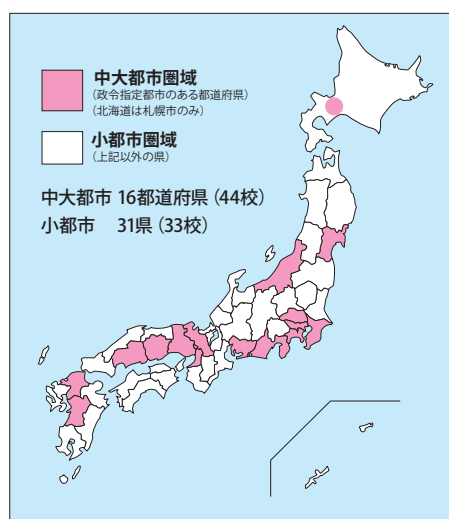 中大都市圏域
(政令指定都市のある都道府県)
(北海道は札幌市のみ)
小都市圏域
(上記以外の県)
中大都市 16都道府県(44校)
小都市 31県(33校)